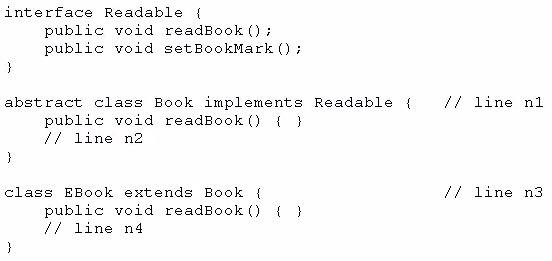 interface Readable {
    public void readBook();
    public void setBookMark();
}
abstract class Book implements Readable {   // line n1
    public void readBook() { }
    // line n2
}
class EBook extends Book {                  // line n3
    public void readBook() { }
    // line n4
}